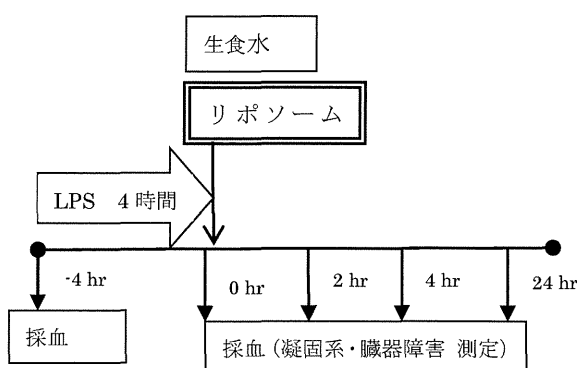 生食水
リポソーム
LPS 4時間
-4 hr
0 hr
2 hr
4 hr
24 hr
採血
採血(凝固系・臓器障害 測定)